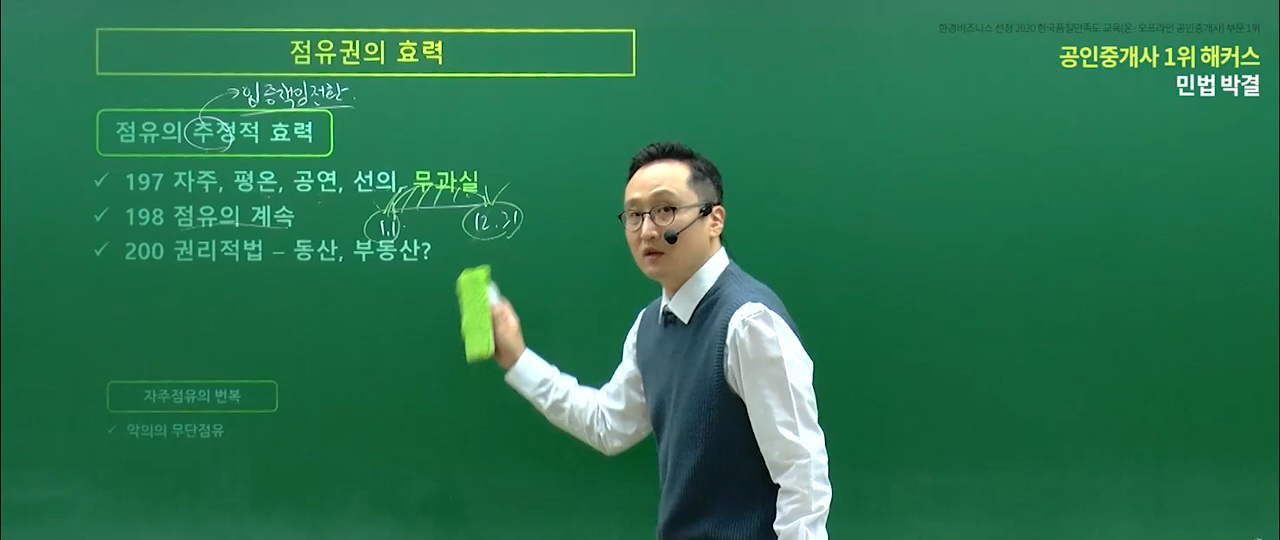 한경비즈니스 선정 2020 한국품질만족도 교육(온·오프라인 공인중개사) 부문 1위
공인중개사 1위 해커스
민법 박결
점유권의 효력
입증책임전환
점유의 추정적 효력
✓ 197 자주, 평온, 공연, 선의, 무과실
✓ 198 점유의 계속
1.1
12.31
✓ 200 권리적법 – 동산, 부동산?
자주점유의 번복
✓ 악의의 무단점유